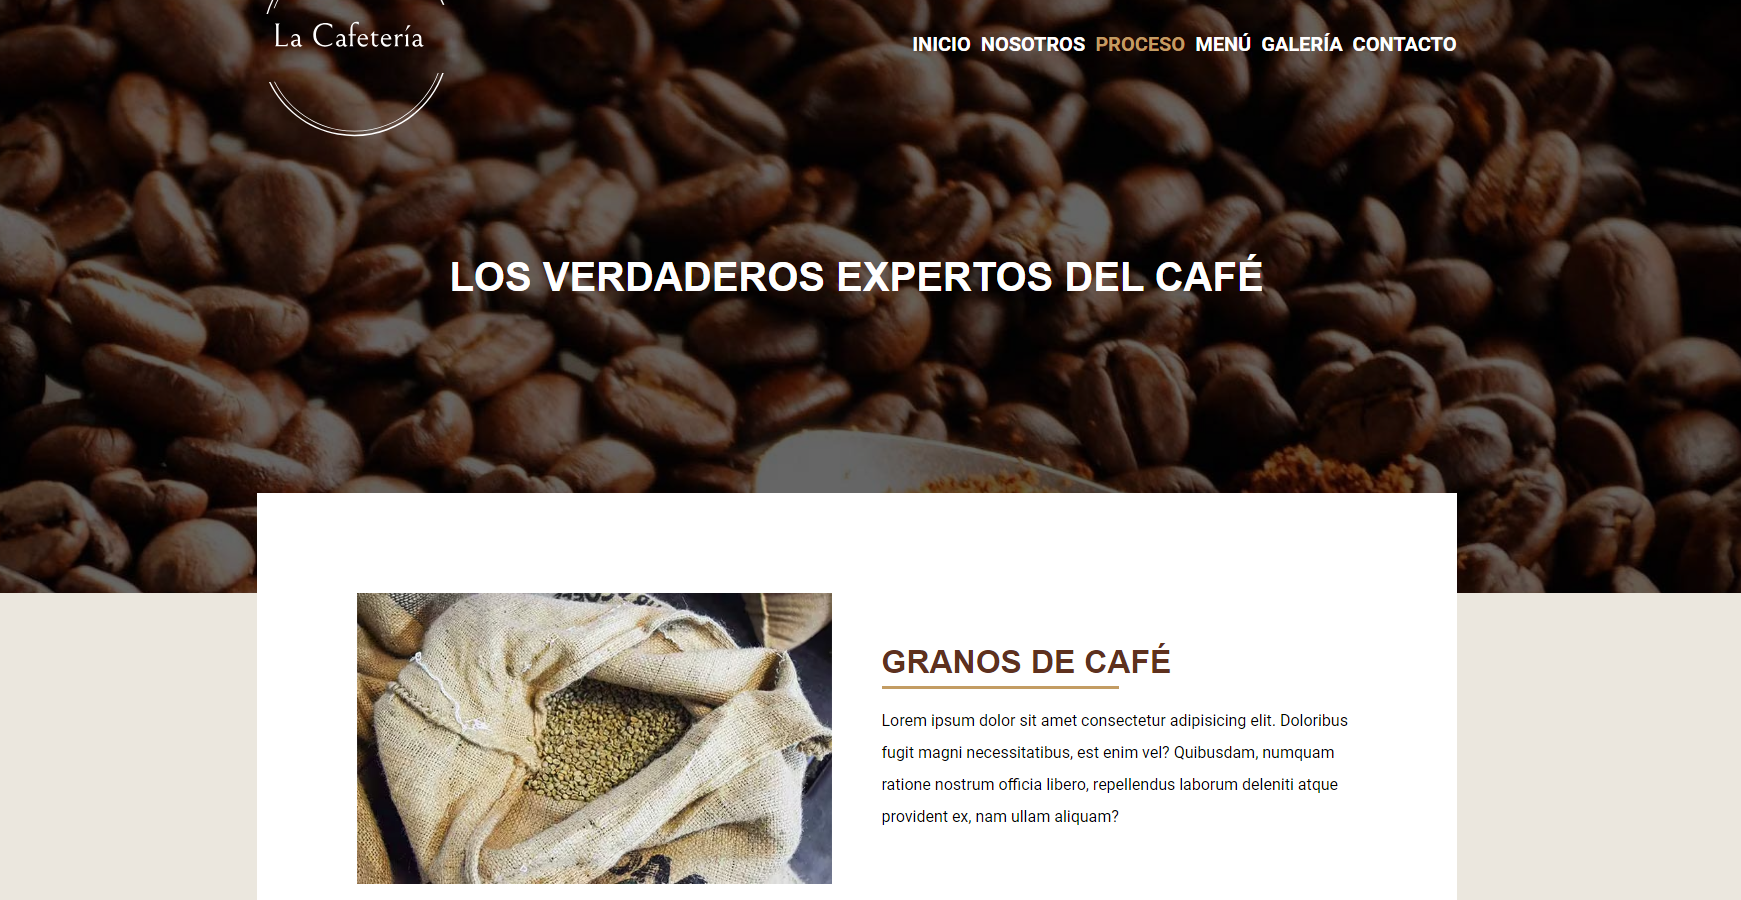 La Cafetería
INICIO NOSOTROS PROCESO MENÚ GALERÍA CONTACTO
LOS VERDADEROS EXPERTOS DEL CAFÉ
GRANOS DE CAFÉ
Lorem ipsum dolor sit amet consectetur adipisicing elit. Doloribus
fugit magni necessitatibus, est enim vel? Quibusdam, numquam
ratione nostrum officia libero, repellendus laborum deleniti atque
provident ex, nam ullam aliquam?